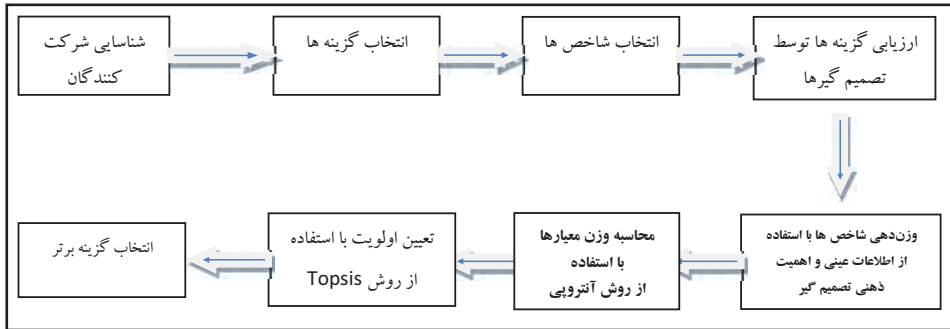 شناسایی شرکت
کنندگان
انتخاب گزینه ها
انتخاب شاخص ها
ارزیابی گزینه ها توسط
تصمیم گیرها
وزن‌دهی شاخص ها با استفاده
از اطلاعات عینی و اهمیت
ذهنی تصمیم گیر
محاسبه وزن معیارها
با استفاده
از روش آنتروپی
تعیین اولویت با استفاده
از روش Topsis
انتخاب گزینه برتر